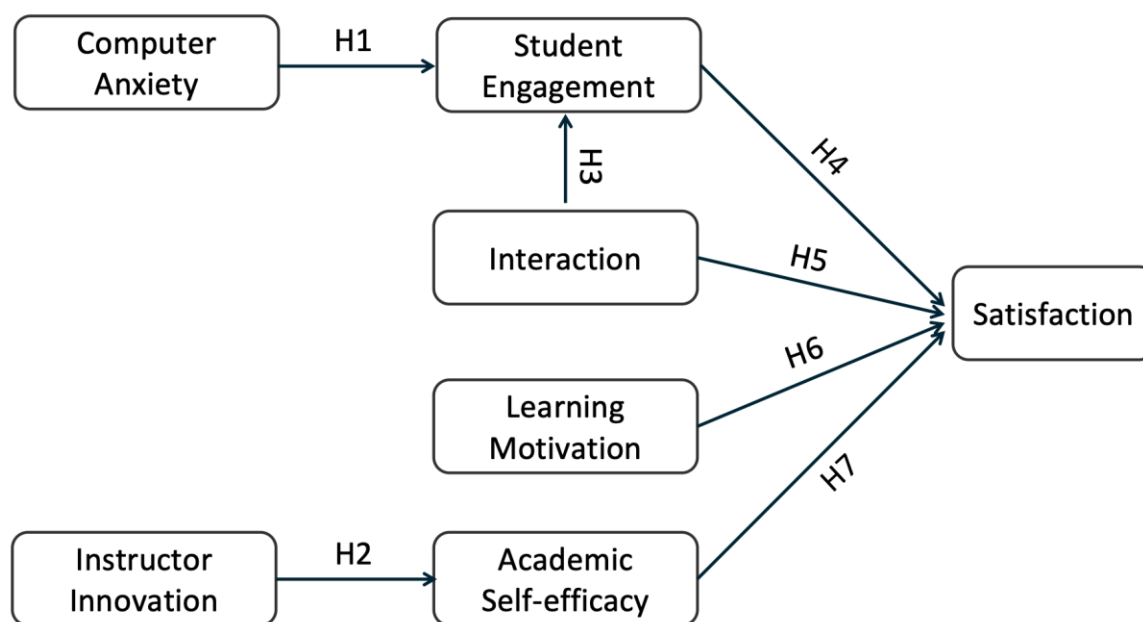 Computer
Anxiety
H1
Student
Engagement
H3
H4
Interaction
H5
Satisfaction
Learning
Motivation
H6
H7
Instructor
Innovation
H2
Academic
Self-efficacy